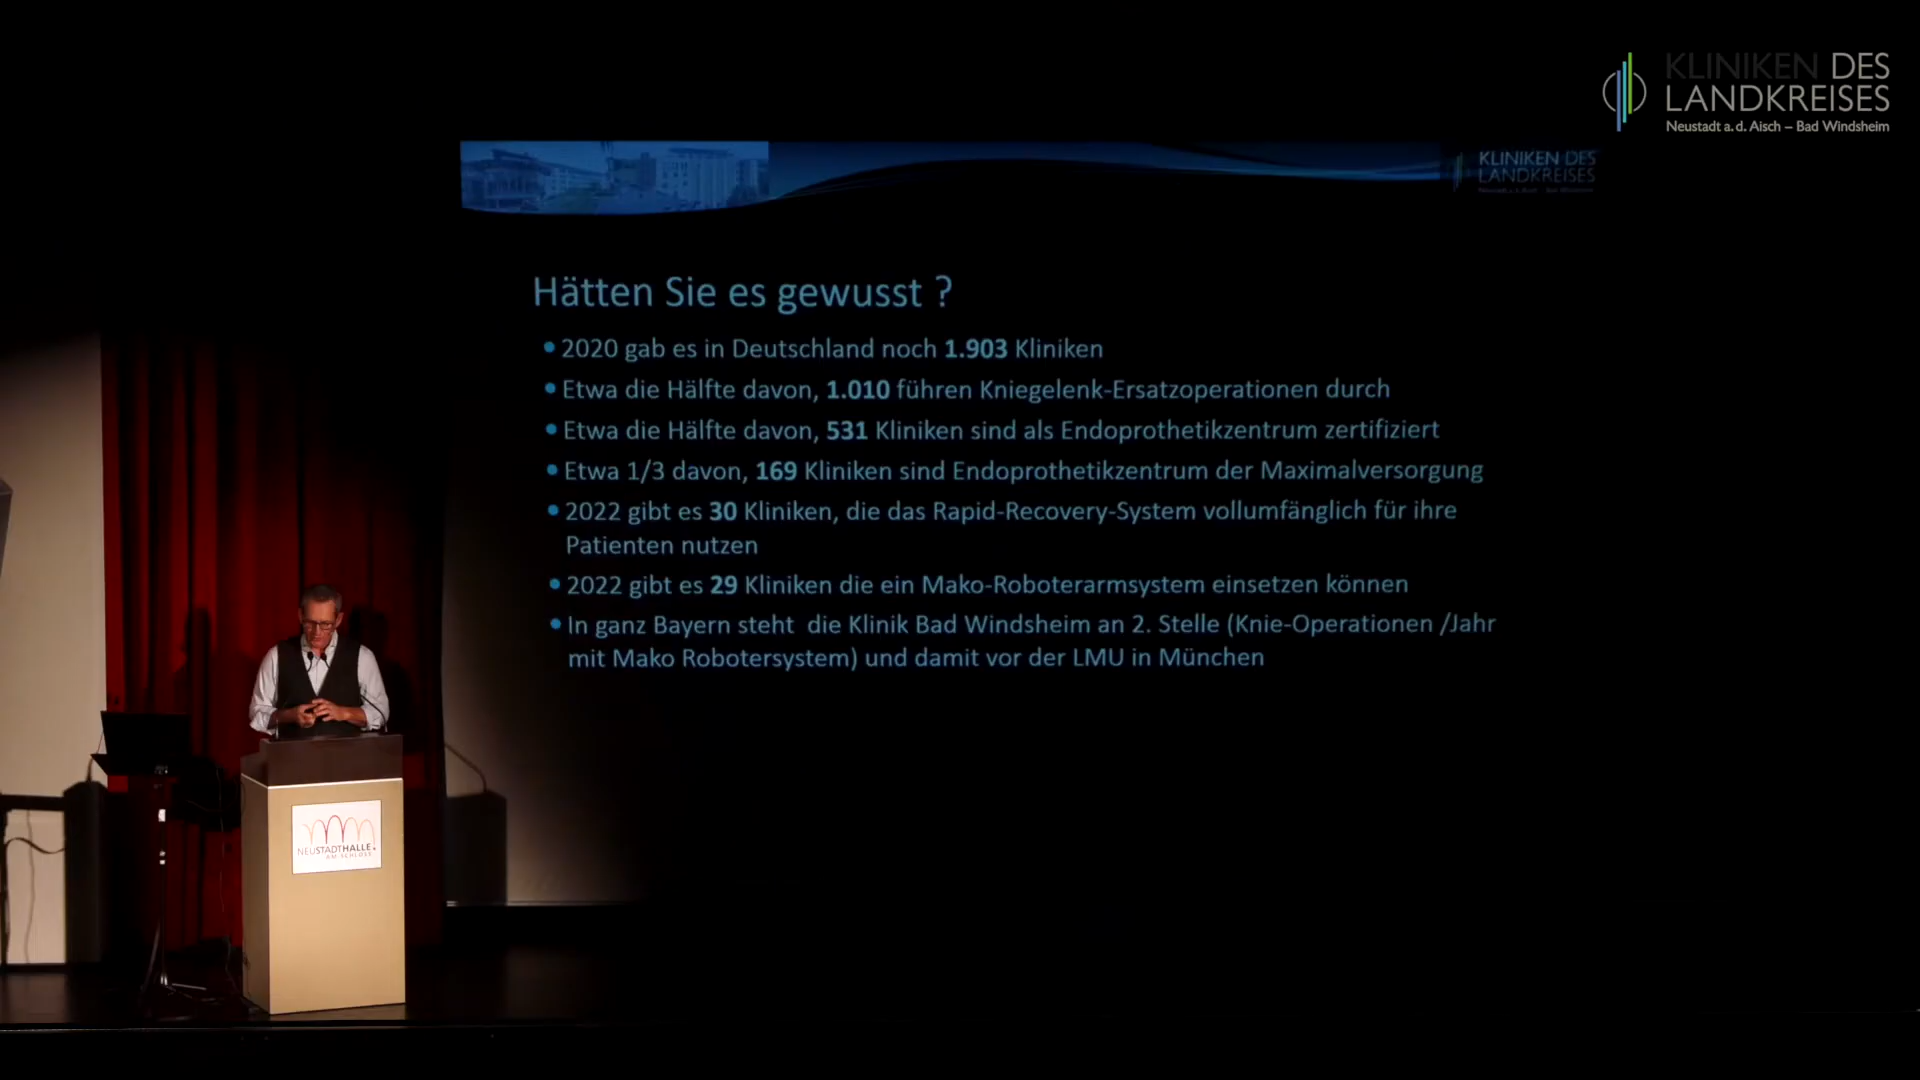 KLINIKEN DES
LANDKREISES
Neustadt a. d. Aisch – Bad Windsheim
KLINIKEN DES
LANDKREISES
Hätten Sie es gewusst ?
2020 gab es in Deutschland noch 1.903 Kliniken
Etwa die Hälfte davon, 1.010 führen Kniegelenk-Ersatzoperationen durch
Etwa die Hälfte davon, 531 Kliniken sind als Endoprothetikzentrum zertifiziert
Etwa 1/3 davon, 169 Kliniken sind Endoprothetikzentrum der Maximalversorgung
2022 gibt es 30 Kliniken, die das Rapid-Recovery-System vollumfänglich für ihre
Patienten nutzen
2022 gibt es 29 Kliniken die ein Mako-Roboterarmsystem einsetzen können
In ganz Bayern steht die Klinik Bad Windsheim an 2. Stelle (Knie-Operationen /Jahr
mit Mako Robotersystem) und damit vor der LMU in München
NEUSTADTHALLE.
AM SCHLOSS